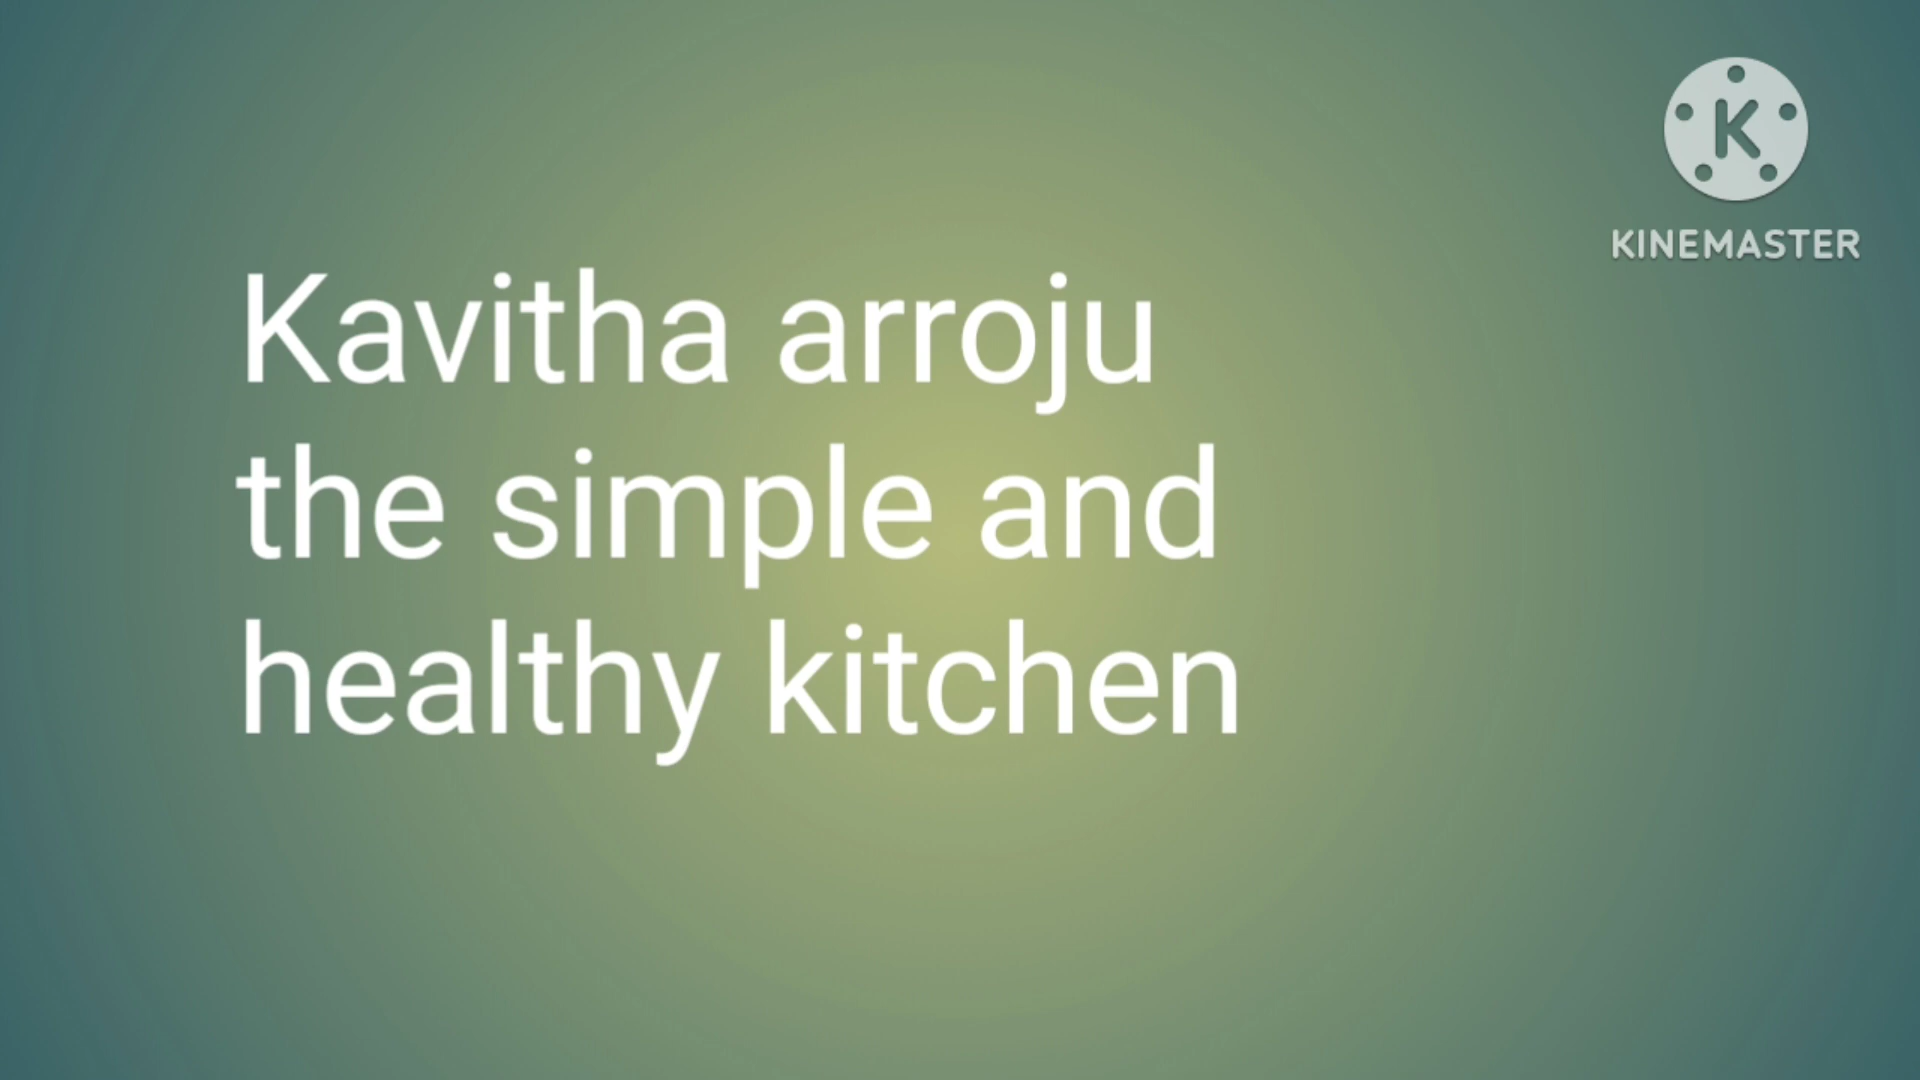 K
KINEMASTER
Kavitha arroju
the simple and
healthy kitchen